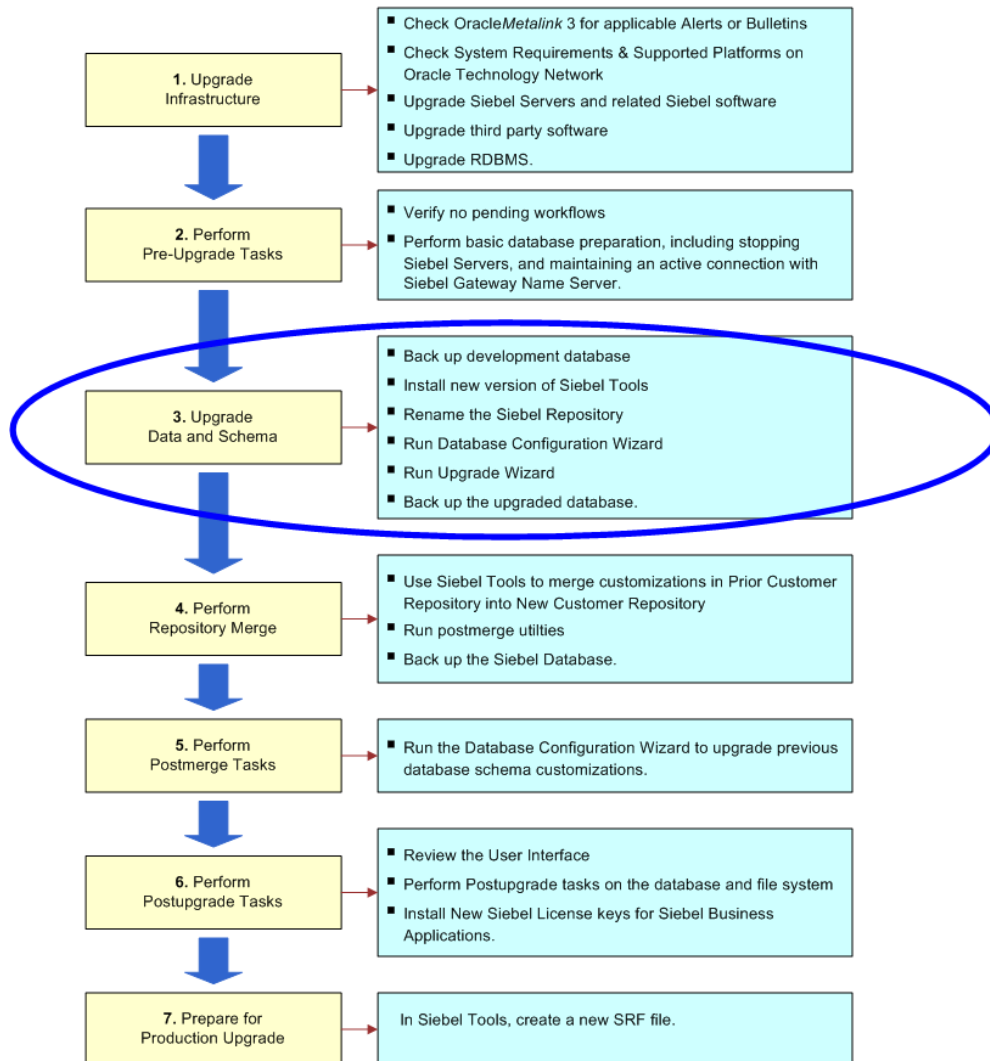 1. Upgrade
Infrastructure
▪ Check OracleMetalink 3 for applicable Alerts or Bulletins
▪ Check System Requirements & Supported Platforms on
Oracle Technology Network
▪ Upgrade Siebel Servers and related Siebel software
▪ Upgrade third party software
▪ Upgrade RDBMS.
2. Perform
Pre-Upgrade Tasks
▪ Verify no pending workflows
▪ Perform basic database preparation, including stopping
Siebel Servers, and maintaining an active connection with
Siebel Gateway Name Server.
3. Upgrade
Data and Schema
▪ Back up development database
▪ Install new version of Siebel Tools
▪ Rename the Siebel Repository
▪ Run Database Configuration Wizard
▪ Run Upgrade Wizard
▪ Back up the upgraded database.
4. Perform
Repository Merge
▪ Use Siebel Tools to merge customizations in Prior Customer
Repository into New Customer Repository
▪ Run postmerge utilties
▪ Back up the Siebel Database.
5. Perform
Postmerge Tasks
▪ Run the Database Configuration Wizard to upgrade previous
database schema customizations.
6. Perform
Postupgrade Tasks
▪ Review the User Interface
▪ Perform Postupgrade tasks on the database and file system
▪ Install New Siebel License keys for Siebel Business
Applications.
7. Prepare for
Production Upgrade
In Siebel Tools, create a new SRF file.